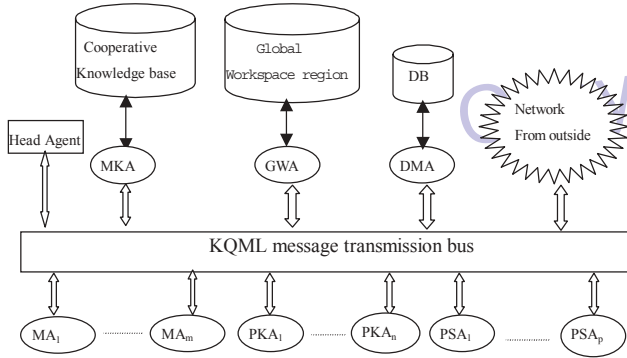 Cooperative
Knowledge base
Global
Workspace region
DB
Network
From outside
Head Agent
MKA
GWA
DMA
KQML message transmission bus
MA₁ ............ MAₘ PKA₁ ............ PKAₙ PSA₁ ............ PSAₚ